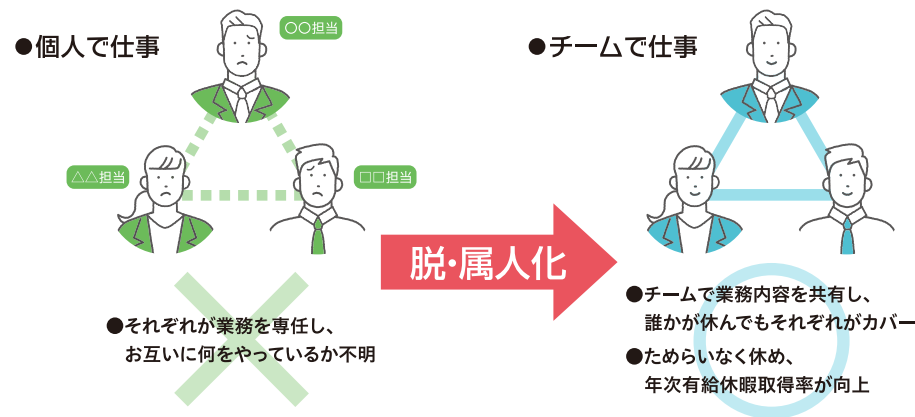 ●個人で仕事
〇〇担当
△△担当
□□担当
●それぞれが業務を専任し、
お互いに何をやっているか不明
脱・属人化
●チームで仕事
●チームで業務内容を共有し、
誰かが休んでもそれぞれがカバー
●ためらいなく休め、
年次有給休暇取得率が向上